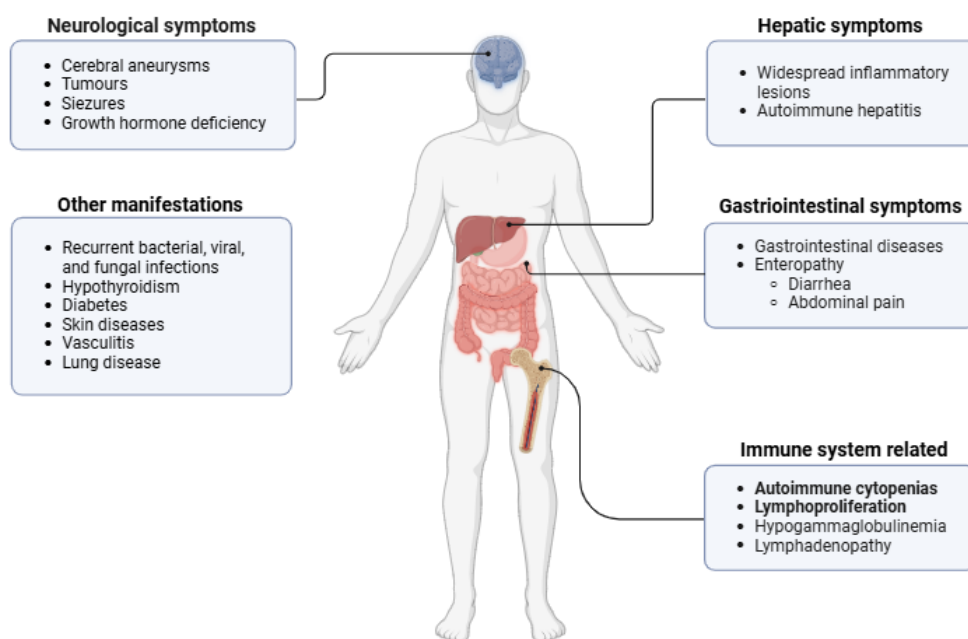 Neurological symptoms
• Cerebral aneurysms
• Tumours
• Siezures
• Growth hormone deficiency
Other manifestations
• Recurrent bacterial, viral,
and fungal infections
• Hypothyroidism
• Diabetes
• Skin diseases
• Vasculitis
• Lung disease
Hepatic symptoms
• Widespread inflammatory
lesions
• Autoimmune hepatitis
Gastriointestinal symptoms
• Gastrointestinal diseases
• Enteropathy
◦ Diarrhea
◦ Abdominal pain
Immune system related
• Autoimmune cytopenias
• Lymphoproliferation
• Hypogammaglobulinemia
• Lymphadenopathy